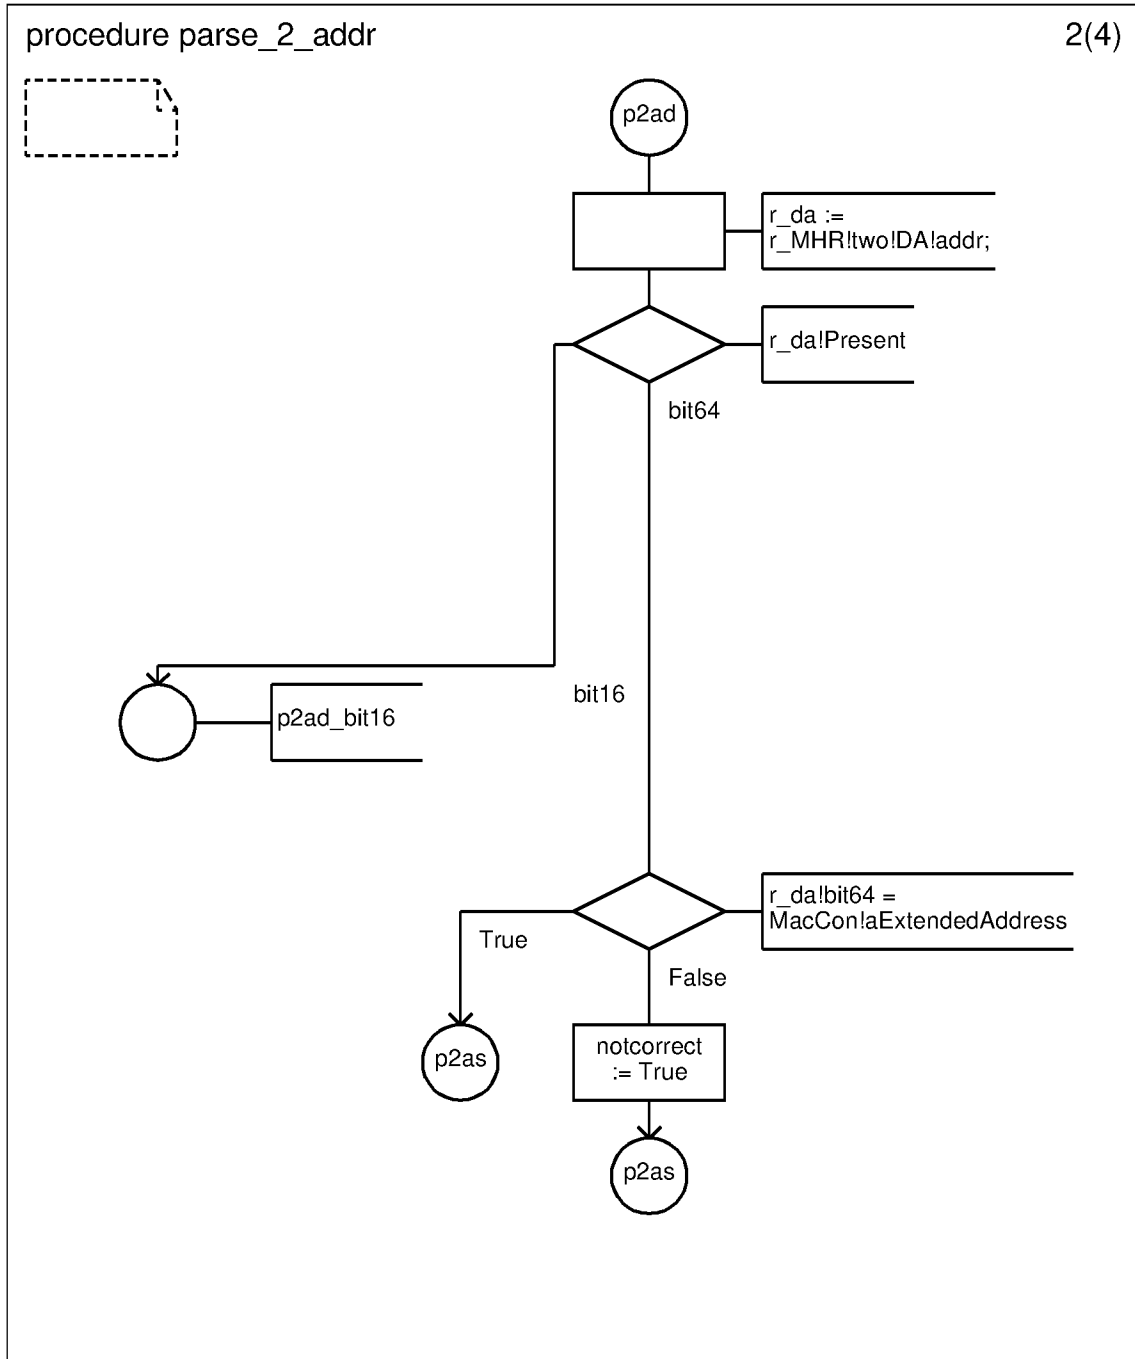 procedure parse_2_addr
2(4)
p2ad
r_da :=
r_MHR!two!DA!addr;
r_da!Present
bit64
bit16
p2ad_bit16
r_da!bit64 =
MacCon!aExtendedAddress
True
False
p2as
notcorrect
:= True
p2as